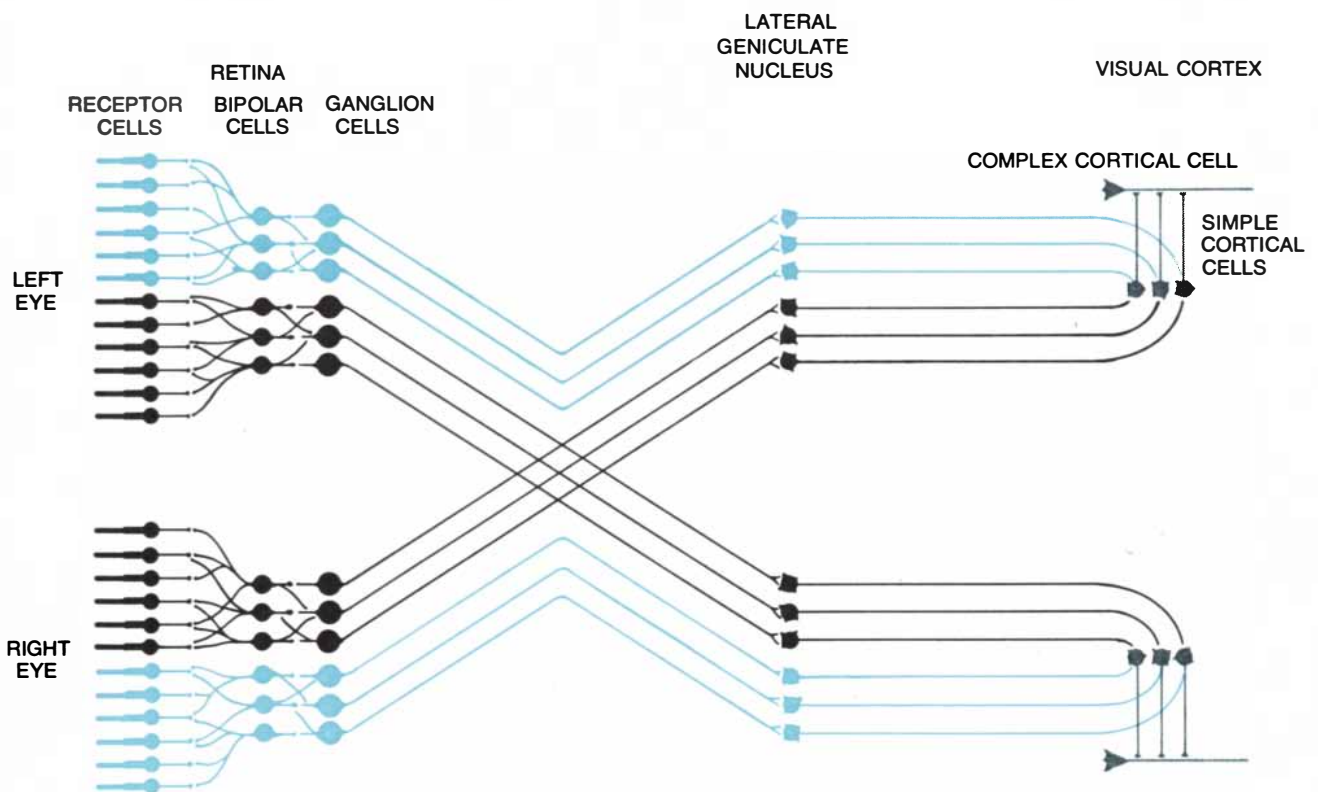 LATERAL
GENICULATE
NUCLEUS
RETINA
VISUAL CORTEX
RECEPTOR
CELLS
BIPOLAR
CELLS
GANGLION
CELLS
COMPLEX CORTICAL CELL
SIMPLE
CORTICAL
CELLS
LEFT
EYE
RIGHT
EYE